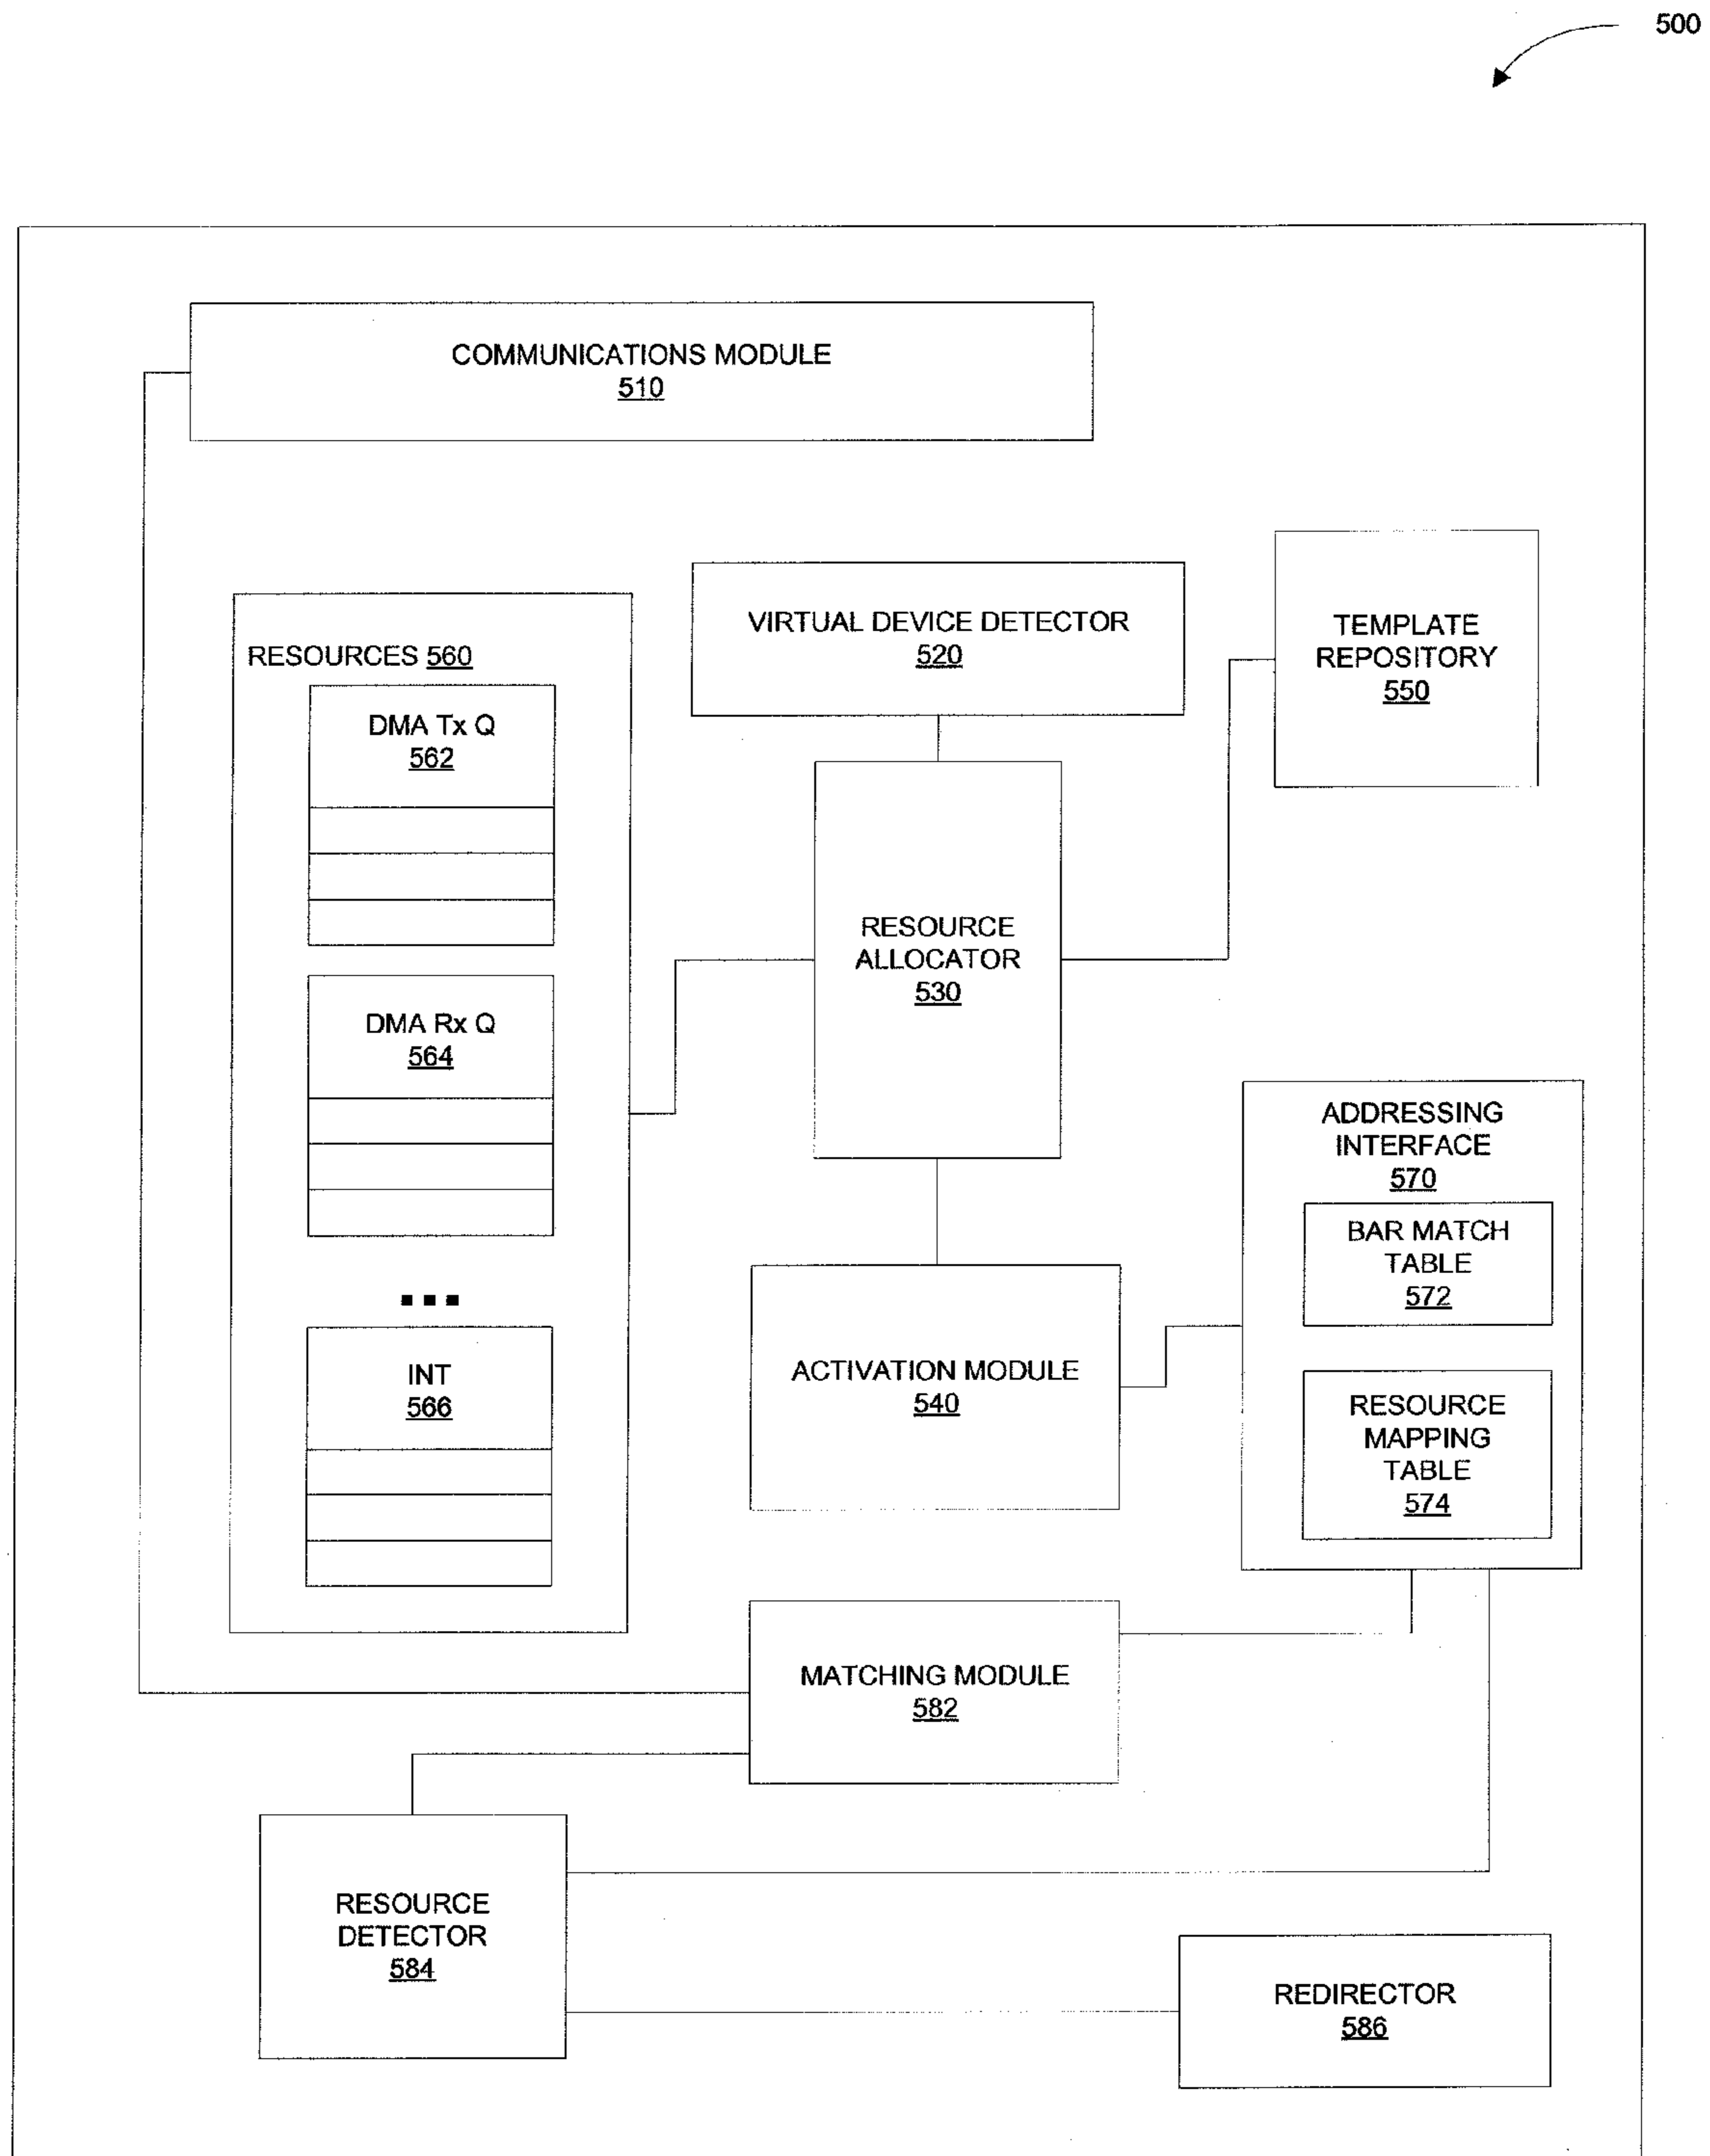 500
COMMUNICATIONS MODULE
510
VIRTUAL DEVICE DETECTOR
520
TEMPLATE
REPOSITORY
550
RESOURCES 560
DMA Tx Q
562
RESOURCE
ALLOCATOR
530
DMA Rx Q
564
ADDRESSING
INTERFACE
570
BAR MATCH
TABLE
572
INT
566
ACTIVATION MODULE
540
RESOURCE
MAPPING
TABLE
574
MATCHING MODULE
582
RESOURCE
DETECTOR
584
REDIRECTOR
586